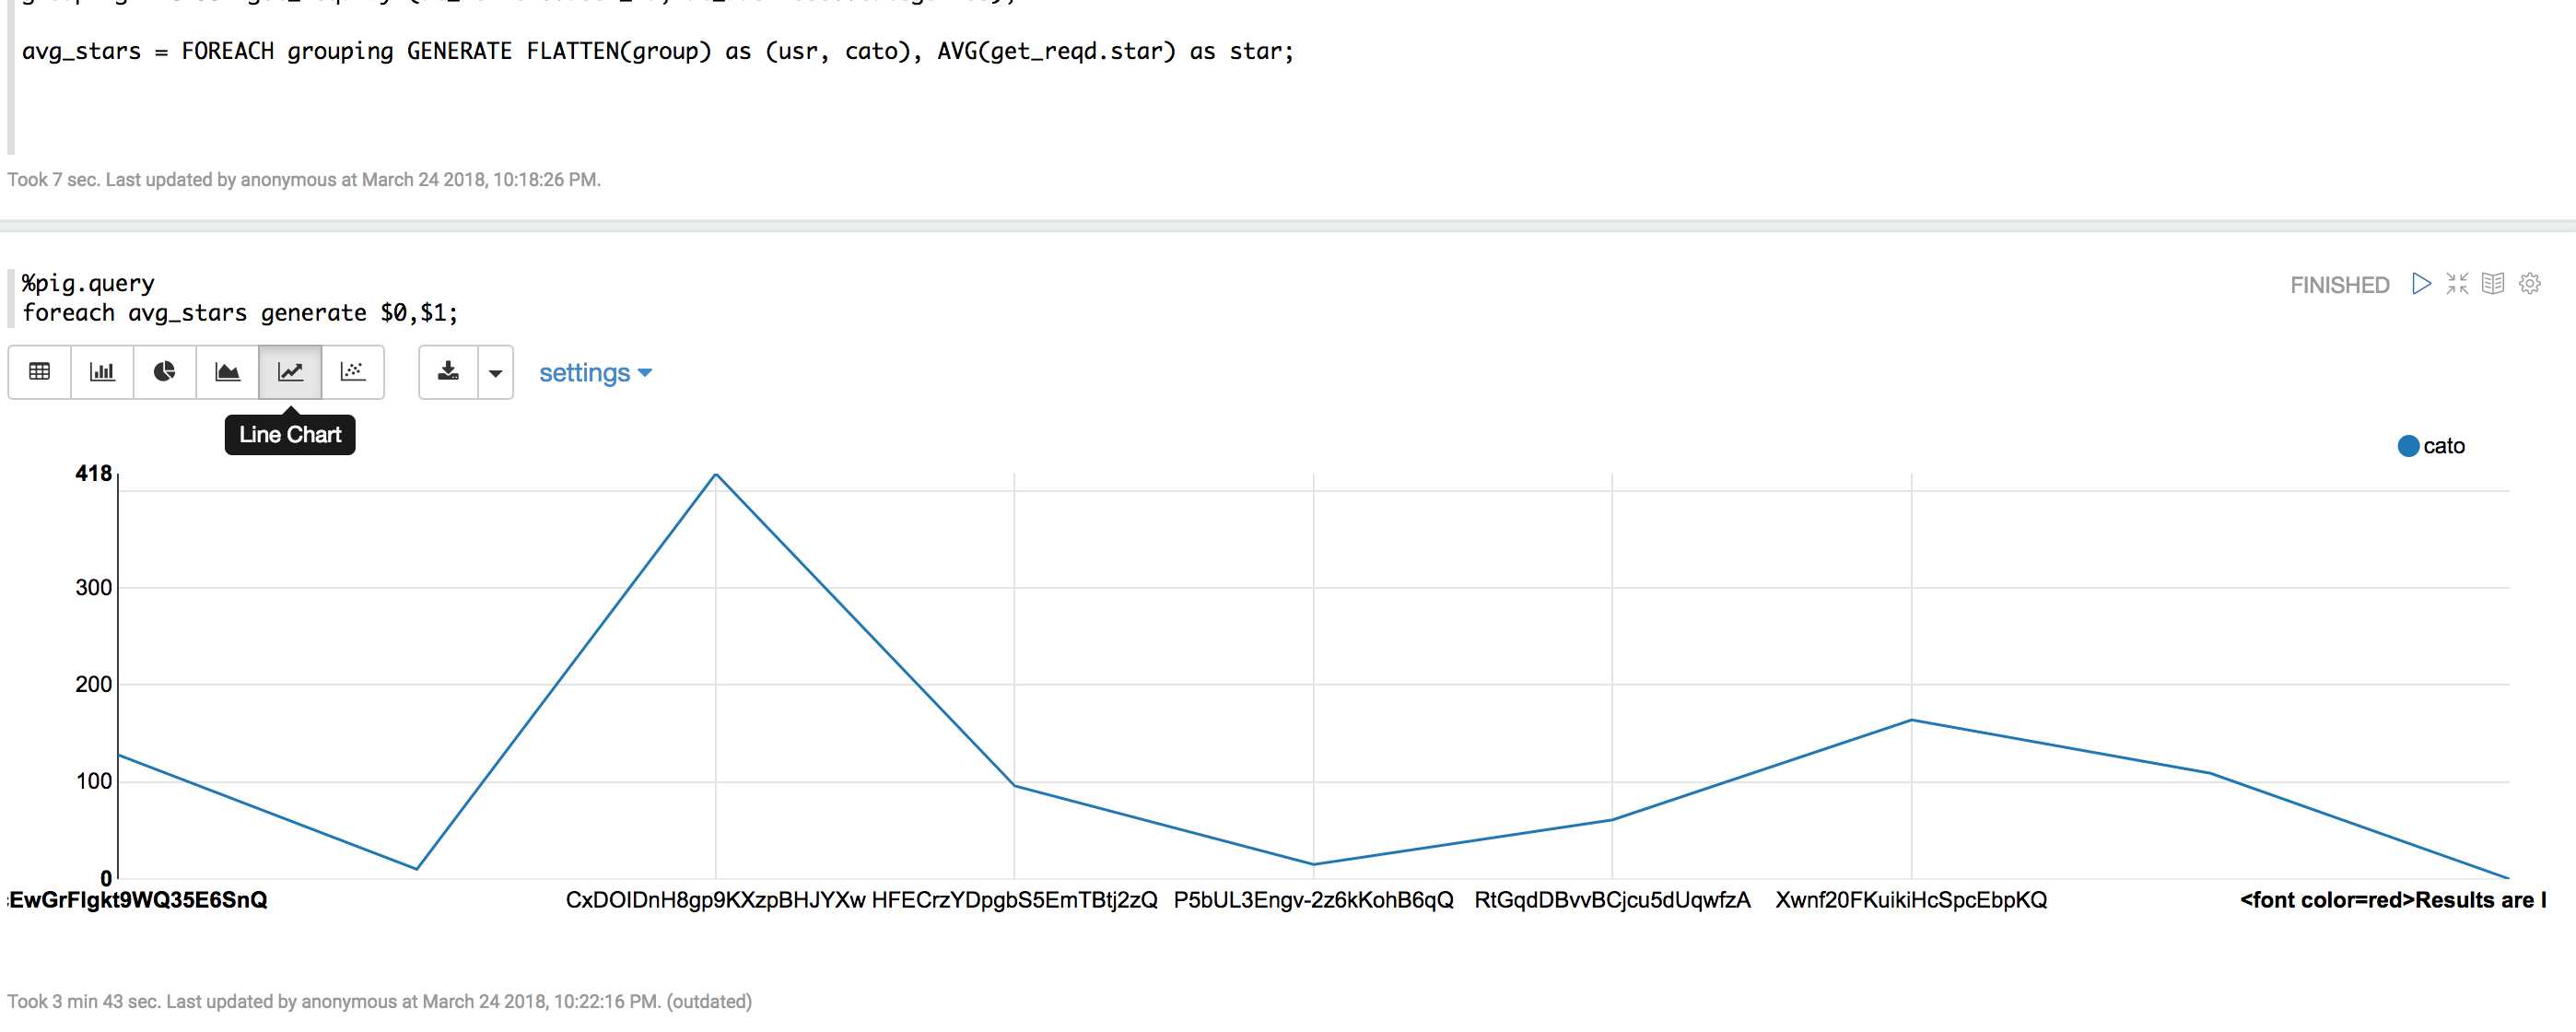 avg_stars = FOREACH grouping GENERATE FLATTEN(group) as (usr, cato), AVG(get_reqd.star) as star;
Took 7 sec. Last updated by anonymous at March 24 2018, 10:18:26 PM.
%pig.query
FINISHED
foreach avg_stars generate $0,$1;
settings
Line Chart
cato
418
300
200
100
0
EwGrFlgkt9WQ35E6SnQ CxDOIDnH8gp9KXzpBHJYXw HFECrzYDpgbS5EmTBtj2zQ P5bUL3Engv-2z6kKohB6qQ RtGqdDBvvBCjcu5dUqwfzA Xwnf20FKuikiHcSpcEbpKQ <font color=red>Results are l
Took 3 min 43 sec. Last updated by anonymous at March 24 2018, 10:22:16 PM. (outdated)